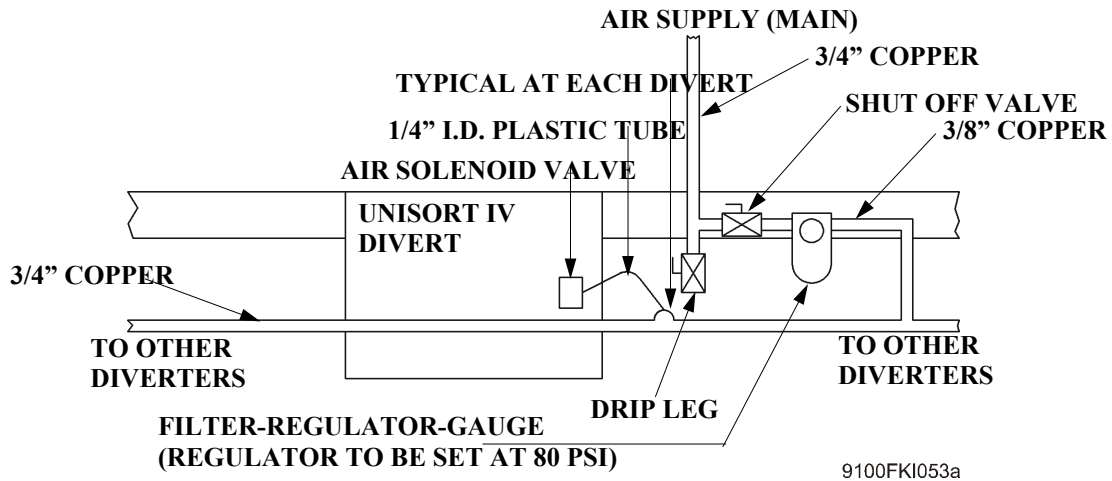 AIR SUPPLY (MAIN)
3/4” COPPER
TYPICAL AT EACH DIVERT
SHUT OFF VALVE
1/4” I.D. PLASTIC TUBE
3/8” COPPER
AIR SOLENOID VALVE
UNISORT IV
DIVERT
3/4” COPPER
TO OTHER
DIVERTERS
TO OTHER
DIVERTERS
DRIP LEG
FILTER-REGULATOR-GAUGE
(REGULATOR TO BE SET AT 80 PSI)
9100FKI053a